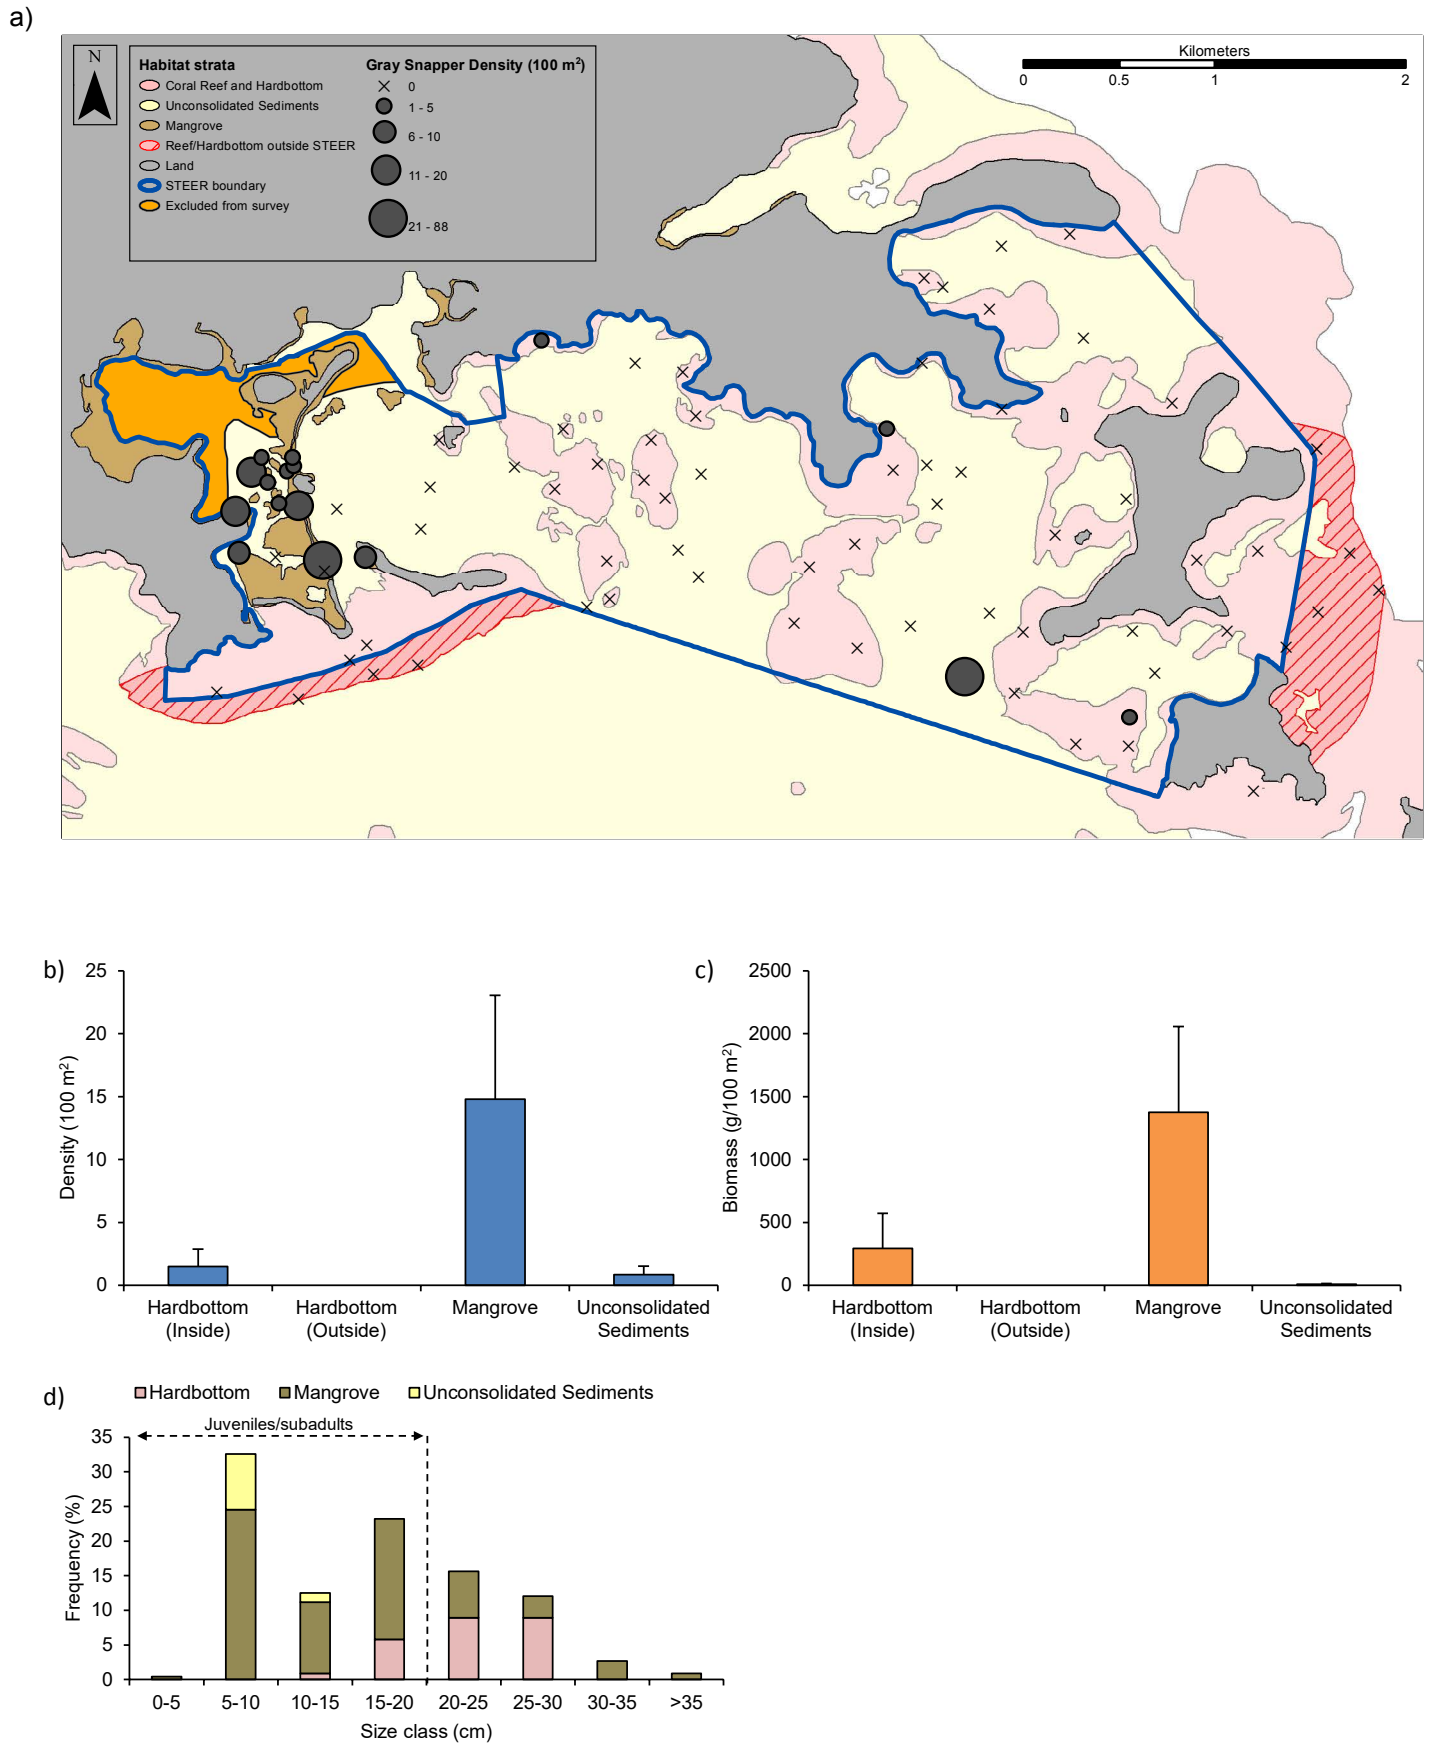 a)
N
Habitat strata
Coral Reef and Hardbottom
Unconsolidated Sediments
Mangrove
Reef/Hardbottom outside STEER
Land
STEER boundary
Excluded from survey
Gray Snapper Density (100 m²)
0
1 - 5
6 - 10
11 - 20
21 - 88
Kilometers
0 0.5 1 2
b)
25
20
15
10
5
0
Density (100 m²)
Hardbottom (Inside)
Hardbottom (Outside)
Mangrove
Unconsolidated Sediments
c)
2500
2000
1500
1000
500
0
Biomass (g/100 m²)
Hardbottom (Inside)
Hardbottom (Outside)
Mangrove
Unconsolidated Sediments
d)
Hardbottom Mangrove Unconsolidated Sediments
Juveniles/subadults
35
30
25
20
15
10
5
0
Frequency (%)
0-5 5-10 10-15 15-20 20-25 25-30 30-35 >35
Size class (cm)